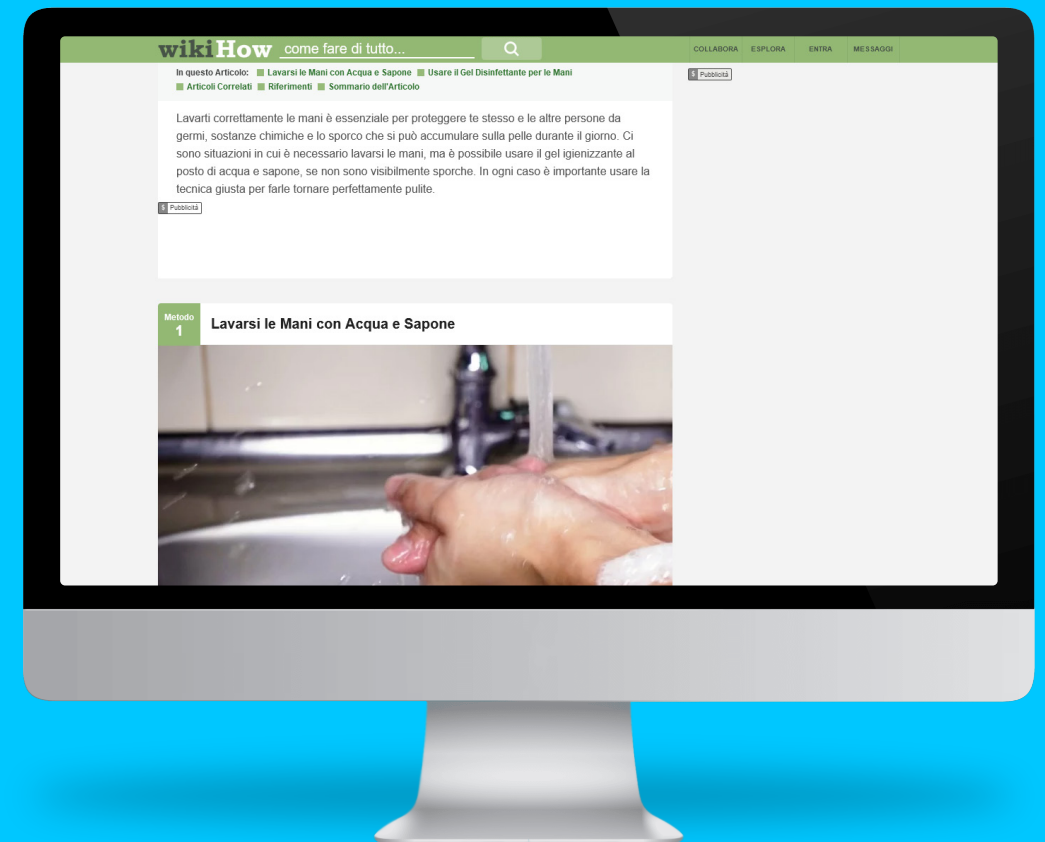 wikiHow come fare di tutto...
COLLABORA ESPLORA ENTRA MESSAGGI
In questo Articolo: Lavarsi le Mani con Acqua e Sapone Usare il Gel Disinfettante per le Mani
Articoli Correlati Riferimenti Sommario dell'Articolo
$ Pubblicità
Lavarti correttamente le mani è essenziale per proteggere te stesso e le altre persone da
germi, sostanze chimiche e lo sporco che si può accumulare sulla pelle durante il giorno. Ci
sono situazioni in cui è necessario lavarsi le mani, ma è possibile usare il gel igienizzante al
posto di acqua e sapone, se non sono visibilmente sporche. In ogni caso è importante usare la
tecnica giusta per farle tornare perfettamente pulite.
$ Pubblicità
Metodo
1
Lavarsi le Mani con Acqua e Sapone